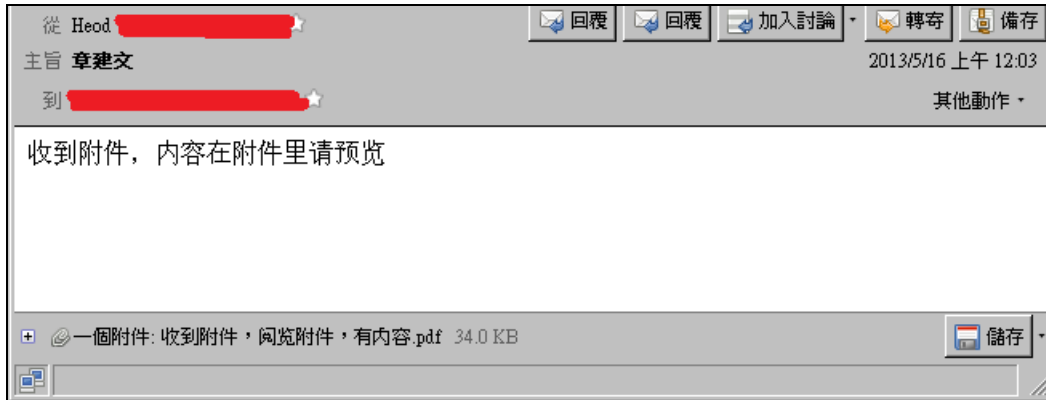 從 Heod
回覆 回覆 加入討論 轉寄 備存
主旨 章建文
2013/5/16 上午 12:03
到
其他動作
收到附件，内容在附件里请预览
一個附件: 收到附件，阅览附件，有内容.pdf 34.0 KB
儲存